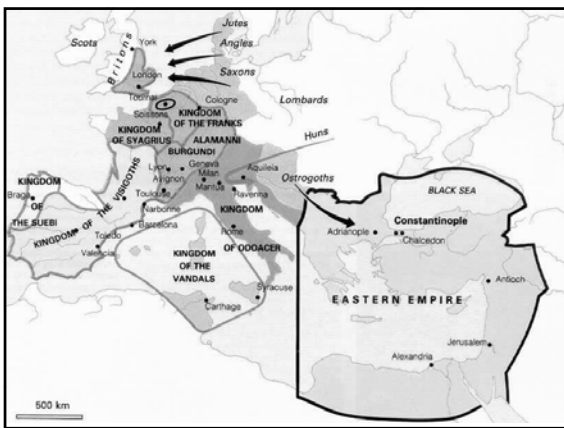 Scots
York
Britons
Jutes
Angles
Saxons
London
Tournai
Soissons
Cologne
KINGDOM
OF THE FRANKS
Lombards
KINGDOM
OF SYAGRIUS
ALAMANNI
BURGUNDI
Huns
Lyon
Geneva
Milan
Aquileia
Avignon
Mantua
Ostrogoths
KINGDOM
Braga
OF
THE SUEBI
KINGDOM OF THE VISIGOTHS
Toulouse
Ravenna
Narbonne
KINGDOM
Toledo
Barcelona
Rome
OF ODOACER
Valencia
KINGDOM
OF THE
VANDALS
Syracuse
Carthage
BLACK SEA
Constantinople
Adrianople
Chalcedon
Antioch
EASTERN EMPIRE
Jerusalem
Alexandria
500 km